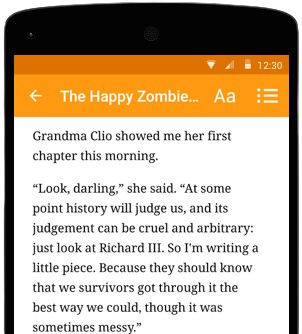 12:30
The Happy Zombie...
Aa
Grandma Clio showed me her first
chapter this morning.
“Look, darling,” she said. “At some
point history will judge us, and its
judgement can be cruel and arbitrary:
just look at Richard III. So I'm writing a
little piece. Because they should know
that we survivors got through it the
best way we could, though it was
sometimes messy.”